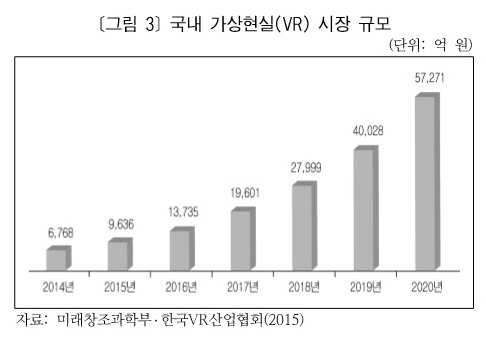 [그림 3] 국내 가상현실(VR) 시장 규모
(단위: 억 원)
57,271
40,028
27,999
19,601
13,735
9,636
6,768
2014년 2015년 2016년 2017년 2018년 2019년 2020년
자료: 미래창조과학부·한국VR산업협회(2015)